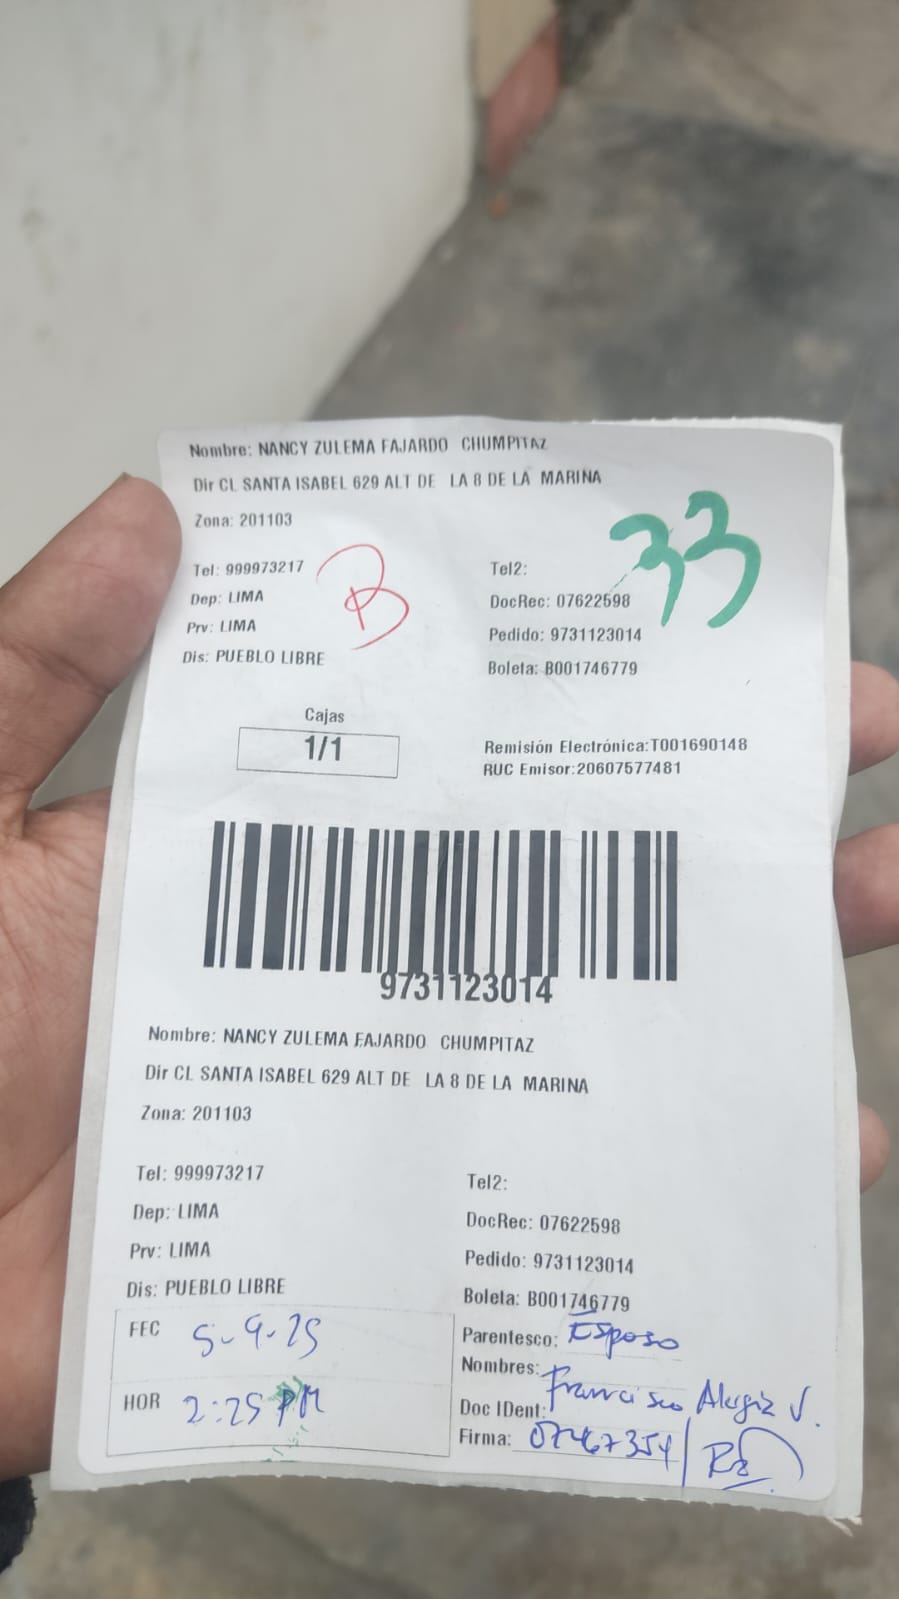 Nombre: NANCY ZULEMA FAJARDO CHUMPITAZ
Dir CL SANTA ISABEL 629 ALT DE LA 8 DE LA MARINA
Zona: 201103
33
Tel: 999973217
B
Tel2:
Dep: LIMA
DocRec: 07622598
Prv: LIMA
Pedido: 9731123014
Dis: PUEBLO LIBRE
Boleta: B001746779
Cajas
1/1
Remisión Electrónica:T001690148
RUC Emisor:20607577481
9731123014
Nombre: NANCY ZULEMA FAJARDO CHUMPITAZ
Dir CL SANTA ISABEL 629 ALT DE LA 8 DE LA MARINA
Zona: 201103
Tel: 999973217
Tel2:
Dep: LIMA
DocRec: 07622598
Prv: LIMA
Pedido: 9731123014
Dis: PUEBLO LIBRE
Boleta: B001746779
FEC 5-9-25
Parentesco: Esposo
Nombres: Francisco
HOR 2:25 PM
Doc IDent:
Firma: 07467354